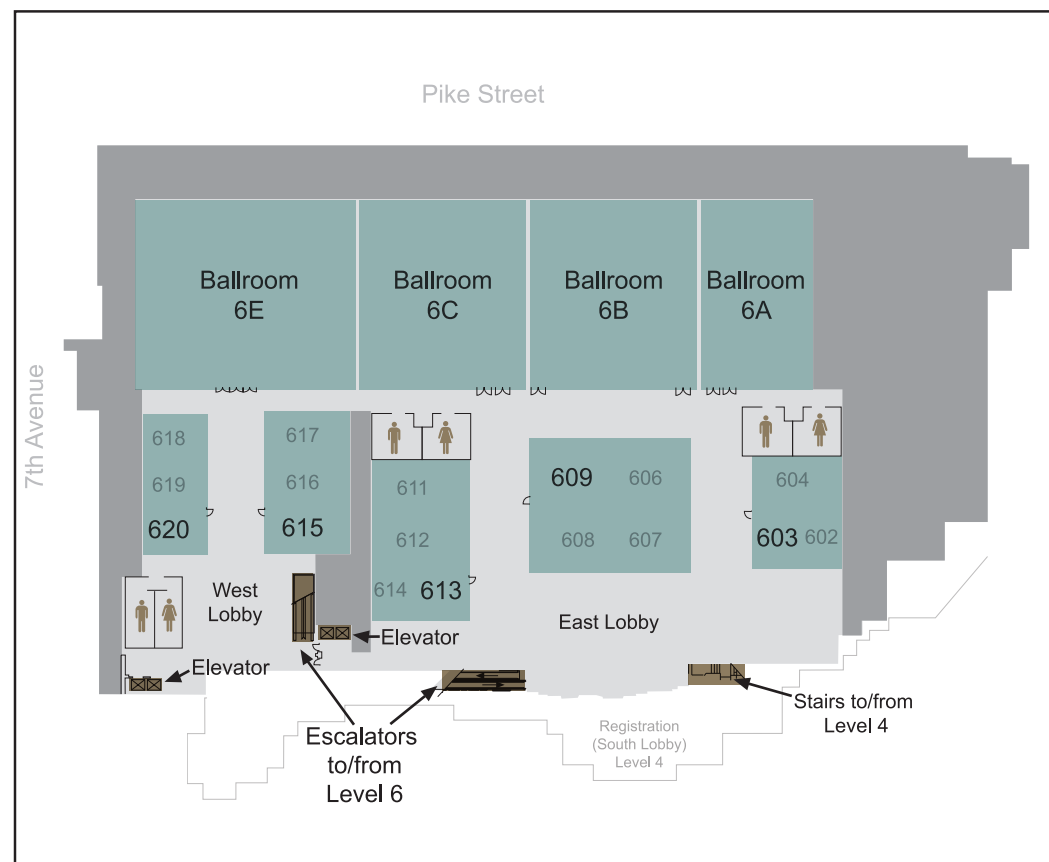 Pike Street
7th Avenue
Ballroom
6E
Ballroom
6C
Ballroom
6B
Ballroom
6A
618
619
620
617
616
615
611
612
614
613
609
606
608
607
604
603
602
West
Lobby
East Lobby
Elevator
Elevator
Escalators
to/from
Level 6
Stairs to/from
Level 4
Registration
(South Lobby)
Level 4